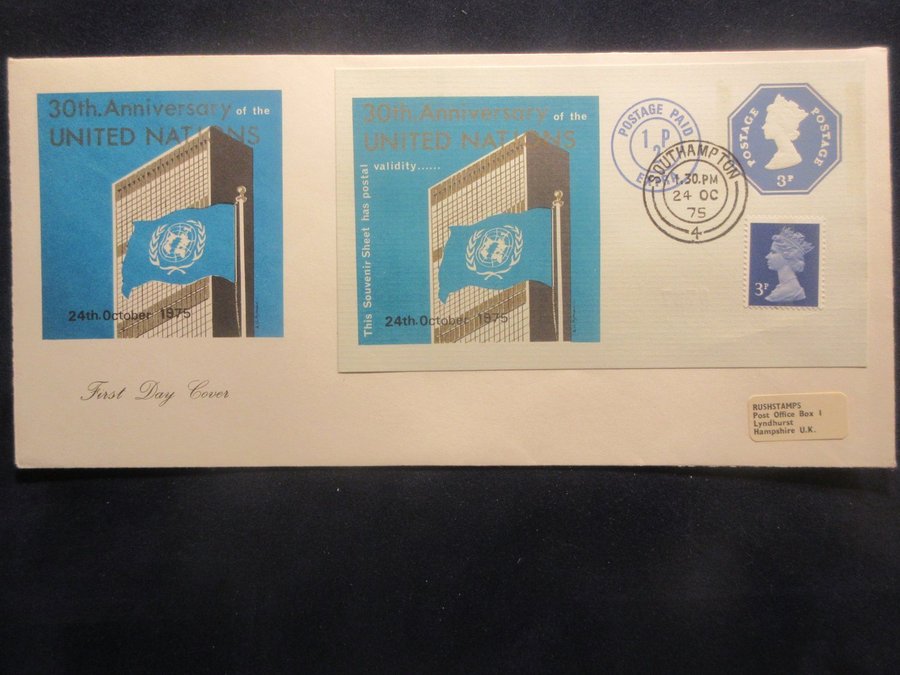 30th. Anniversary of the
UNITED NATIONS
24th. October 1975
First Day Cover
30th. Anniversary of the
UNITED NATIONS
This Souvenir Sheet has postal
validity......
24th. October 1975
POSTAGE PAID
1 P
SOUTHAMPTON
1.30.PM
24 OC
75
4
POSTAGE POSTAGE
3P
3P
RUSHSTAMPS
Post Office Box 1
Lyndhurst
Hampshire U.K.